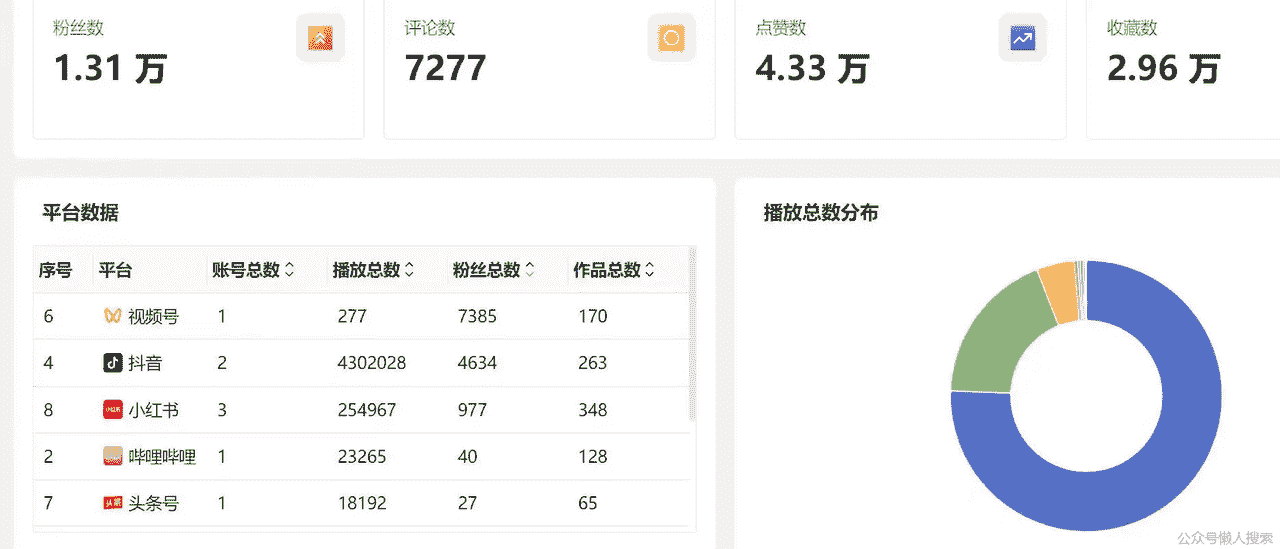 粉丝数
1.31 万
评论数
7277
点赞数
4.33 万
收藏数
2.96 万
平台数据
序号 平台 账号总数 播放总数 粉丝总数 作品总数
6 视频号 1 277 7385 170
4 抖音 2 4302028 4634 263
8 小红书 3 254967 977 348
2 哔哩哔哩 1 23265 40 128
7 头条号 1 18192 27 65
播放总数分布
公众号懒人搜索